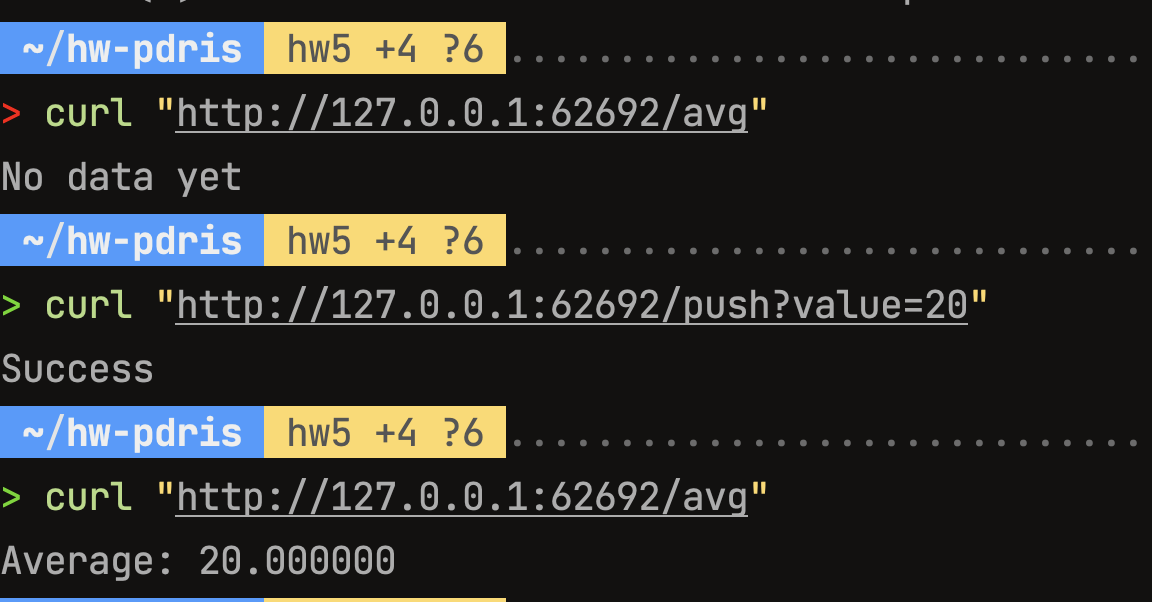 ~/hw-pdris hw5 +4 ?6 .............................
> curl "http://127.0.0.1:62692/avg"
No data yet
~/hw-pdris hw5 +4 ?6 .............................
> curl "http://127.0.0.1:62692/push?value=20"
Success
~/hw-pdris hw5 +4 ?6 .............................
> curl "http://127.0.0.1:62692/avg"
Average: 20.000000